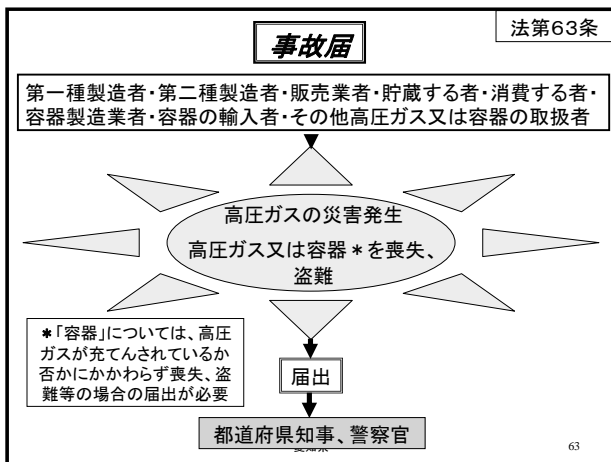 法第63条
事故届
第一種製造者・第二種製造者・販売業者・貯蔵する者・消費する者・
容器製造業者・容器の輸入者・その他高圧ガス又は容器の取扱者
高圧ガスの災害発生
高圧ガス又は容器＊を喪失、
盗難
＊「容器」については、高圧
ガスが充てんされているか
否かにかかわらず喪失、盗
難等の場合の届出が必要
届出
都道府県知事、警察官
63